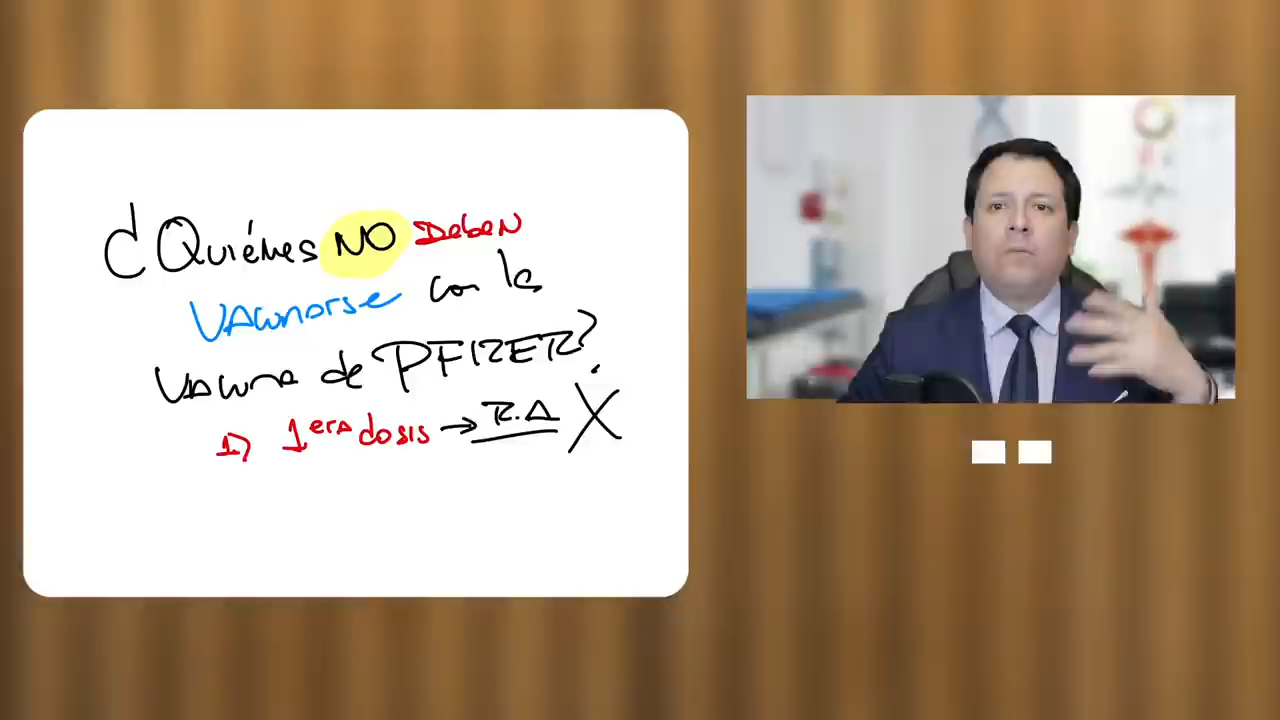 ¿Quiénes NO Deben
VAcunarse con la
VAcuna de PFIZER?
1) 1era dosis → R.A X